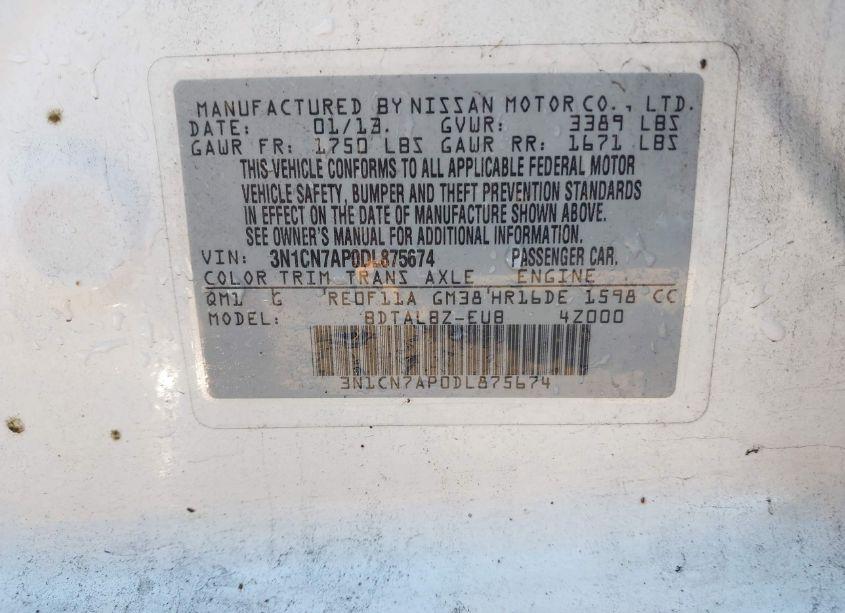 MANUFACTURED BY NISSAN MOTOR CO., LTD.
DATE: 01/13. GVWR: 3389 LBS
GAWR FR: 1750 LBS GAWR RR: 1671 LBS
THIS VEHICLE CONFORMS TO ALL APPLICABLE FEDERAL MOTOR
VEHICLE SAFETY, BUMPER AND THEFT PREVENTION STANDARDS
IN EFFECT ON THE DATE OF MANUFACTURE SHOWN ABOVE.
SEE OWNER'S MANUAL FOR ADDITIONAL INFORMATION.
VIN: 3N1CN7AP0DL875674 PASSENGER CAR.
COLOR TRIM TRANS AXLE ENGINE
QM1 G RE0F11A GM38 HR16DE 1598 CC
MODEL: BDTALBZ-EUB 4Z000
3N1CN7AP0DL875674